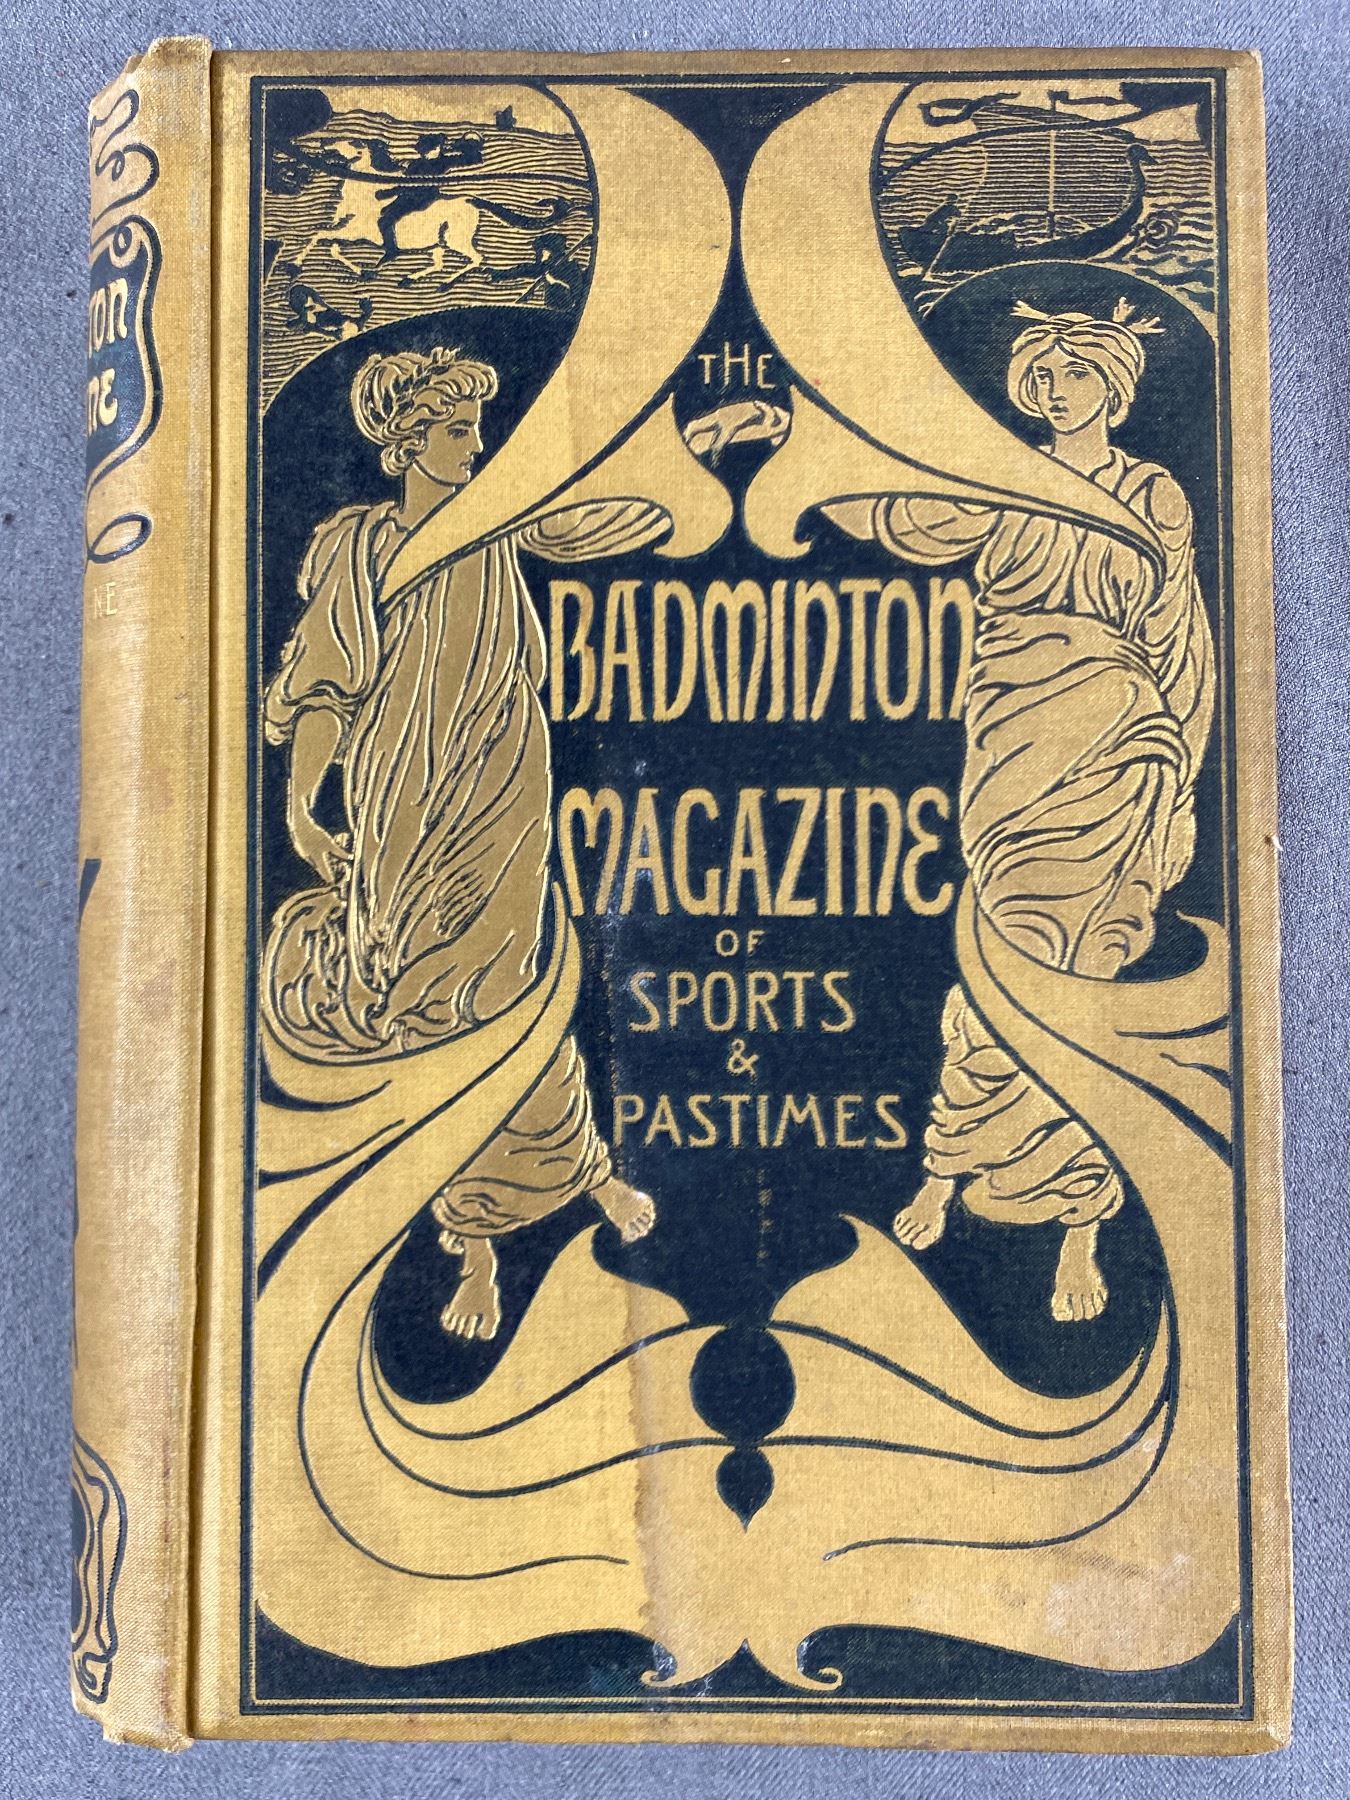 THE
BADMINTON
MAGAZINE
OF
SPORTS
&
PASTIMES